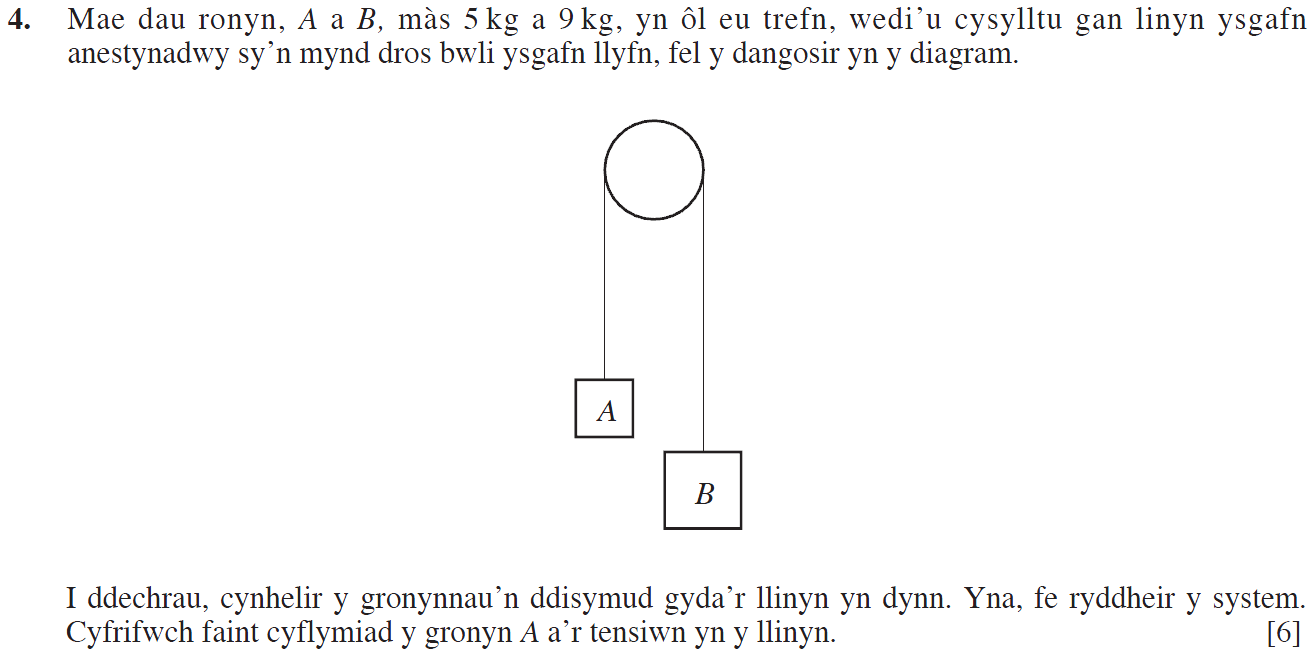 4. Mae dau ronyn, A a B, màs 5 kg a 9 kg, yn ôl eu trefn, wedi’u cysylltu gan linyn ysgafn
anestynadwy sy’n mynd dros bwli ysgafn llyfn, fel y dangosir yn y diagram.
A
B
I ddechrau, cynhelir y gronynnau’n ddisymud gyda’r llinyn yn dynn. Yna, fe ryddheir y system.
Cyfrifwch faint cyflymiad y gronyn A a’r tensiwn yn y llinyn. [6]